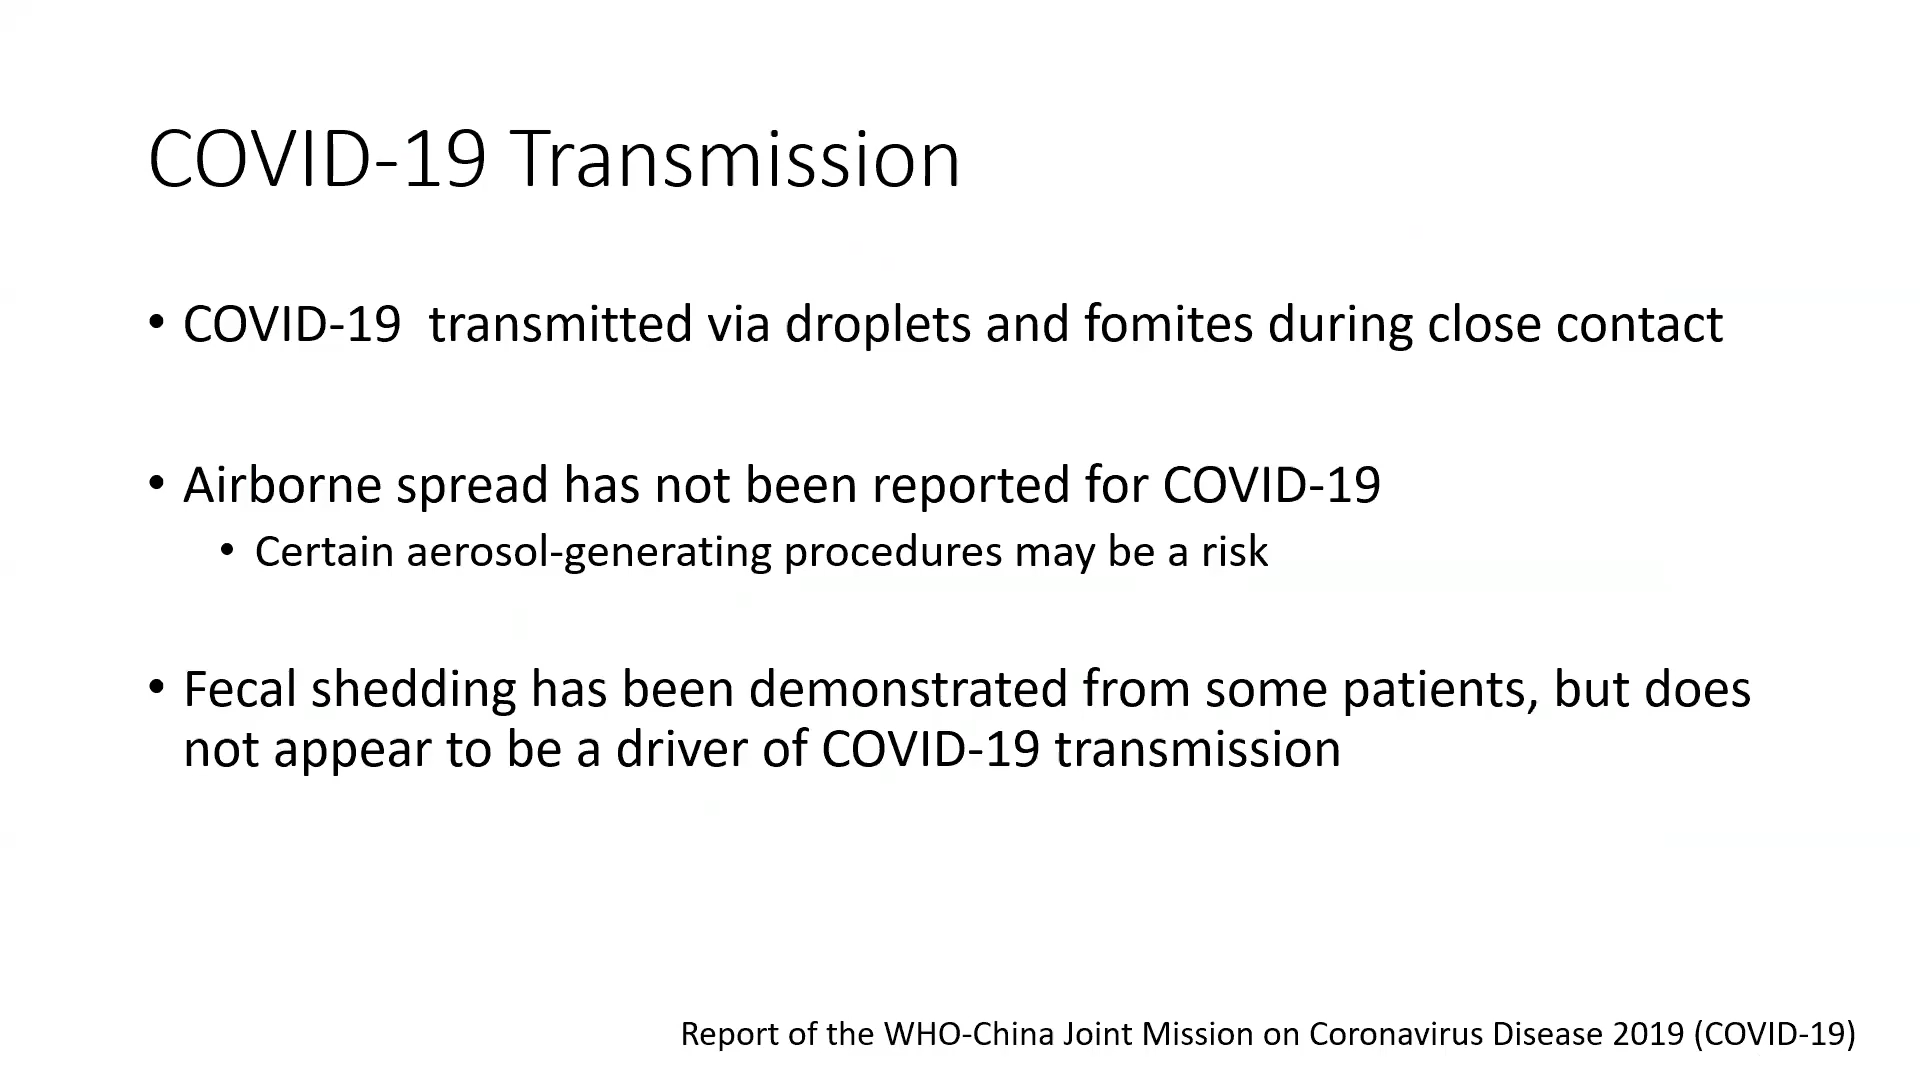 COVID-19 Transmission
• COVID-19  transmitted via droplets and fomites during close contact
• Airborne spread has not been reported for COVID-19
• Certain aerosol-generating procedures may be a risk
• Fecal shedding has been demonstrated from some patients, but does
not appear to be a driver of COVID-19 transmission
Report of the WHO-China Joint Mission on Coronavirus Disease 2019 (COVID-19)